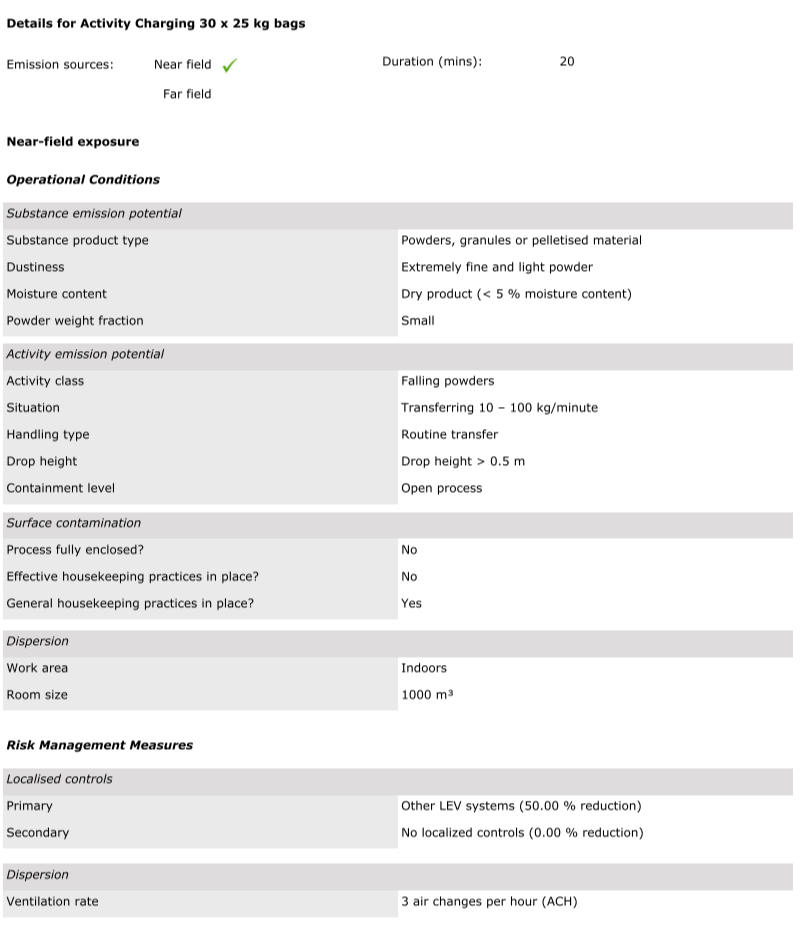 Details for Activity Charging 30 x 25 kg bags
Emission sources: Near field ✓ Duration (mins): 20
Far field
Near-field exposure
Operational Conditions
Substance emission potential
Substance product type Powders, granules or pelletised material
Dustiness Extremely fine and light powder
Moisture content Dry product (< 5 % moisture content)
Powder weight fraction Small
Activity emission potential
Activity class Falling powders
Situation Transferring 10 – 100 kg/minute
Handling type Routine transfer
Drop height Drop height > 0.5 m
Containment level Open process
Surface contamination
Process fully enclosed? No
Effective housekeeping practices in place? No
General housekeeping practices in place? Yes
Dispersion
Work area Indoors
Room size 1000 m³
Risk Management Measures
Localised controls
Primary Other LEV systems (50.00 % reduction)
Secondary No localized controls (0.00 % reduction)
Dispersion
Ventilation rate 3 air changes per hour (ACH)